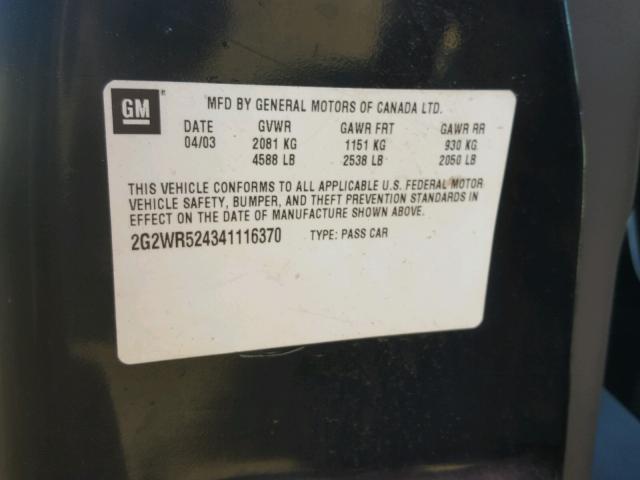 GM
MFD BY GENERAL MOTORS OF CANADA LTD.
DATE GVWR GAWR FRT GAWR RR
04/03 2081 KG 1151 KG 930 KG
4588 LB 2538 LB 2050 LB
THIS VEHICLE CONFORMS TO ALL APPLICABLE U.S. FEDERAL MOTOR
VEHICLE SAFETY, BUMPER, AND THEFT PREVENTION STANDARDS IN
EFFECT ON THE DATE OF MANUFACTURE SHOWN ABOVE.
2G2WR524341116370 TYPE: PASS CAR